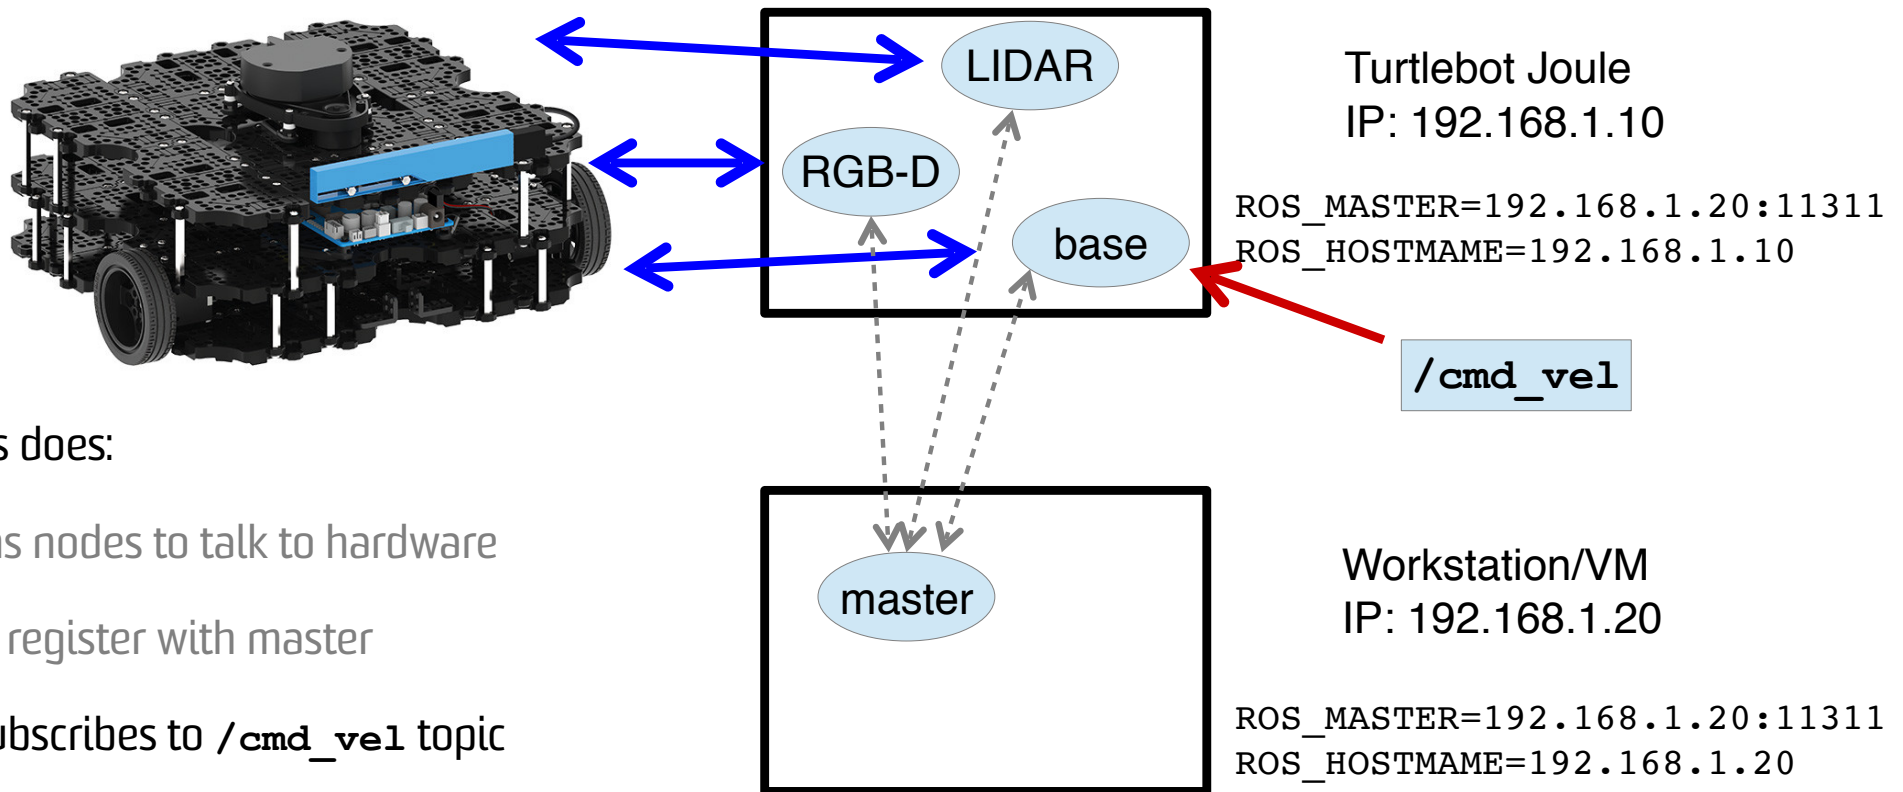 LIDAR
RGB-D
base
Turtlebot Joule
IP: 192.168.1.10
ROS_MASTER=192.168.1.20:11311
ROS_HOSTMAME=192.168.1.10
/cmd_vel
s does:
s nodes to talk to hardware
register with master
ubscribes to /cmd_vel topic
master
Workstation/VM
IP: 192.168.1.20
ROS_MASTER=192.168.1.20:11311
ROS_HOSTMAME=192.168.1.20